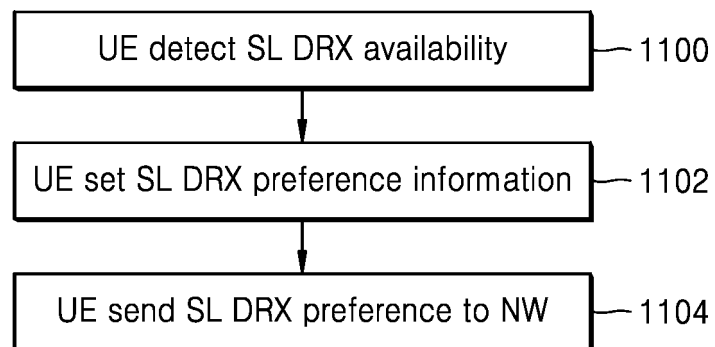 UE detect SL DRX availability 1100
UE set SL DRX preference information 1102
UE send SL DRX preference to NW 1104